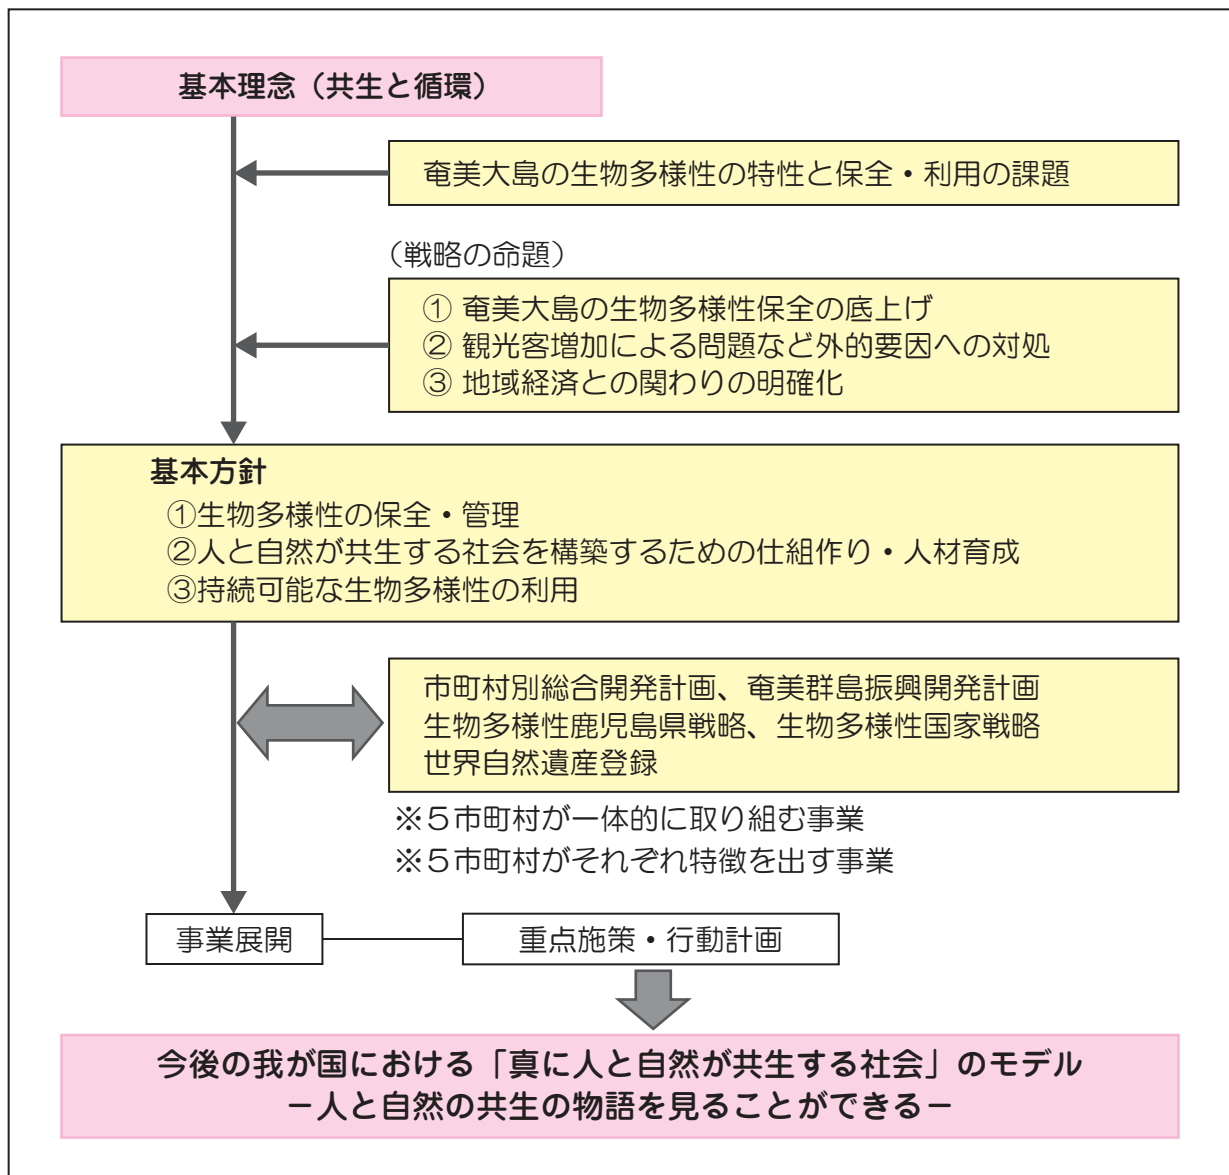 基本理念（共生と循環）
奄美大島の生物多様性の特性と保全・利用の課題
（戦略の命題）
① 奄美大島の生物多様性保全の底上げ
② 観光客増加による問題など外的要因への対処
③ 地域経済との関わりの明確化
基本方針
①生物多様性の保全・管理
②人と自然が共生する社会を構築するための仕組作り・人材育成
③持続可能な生物多様性の利用
市町村別総合開発計画、奄美群島振興開発計画
生物多様性鹿児島県戦略、生物多様性国家戦略
世界自然遺産登録
※５市町村が一体的に取り組む事業
※５市町村がそれぞれ特徴を出す事業
事業展開
重点施策・行動計画
今後の我が国における「真に人と自然が共生する社会」のモデル
－人と自然の共生の物語を見ることができる－